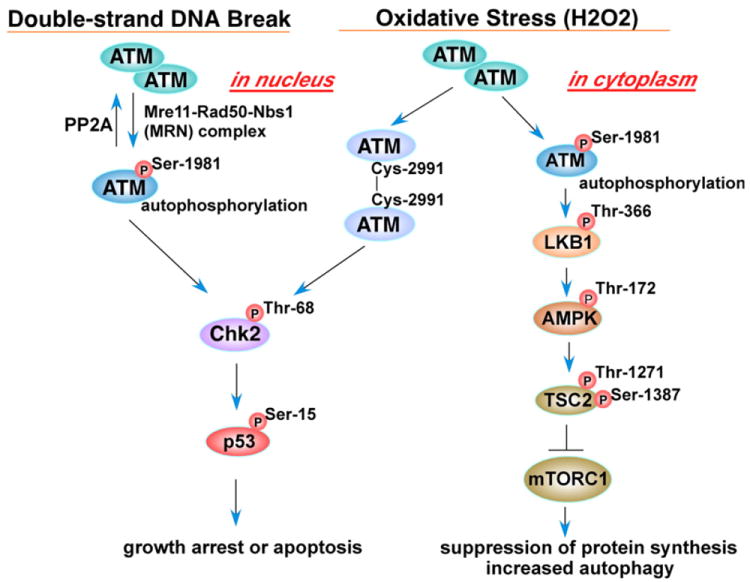 Double-strand DNA Break
ATM
ATM
in nucleus
PP2A
Mre11-Rad50-Nbs1
(MRN) complex
P
Ser-1981
ATM
autophosphorylation
Oxidative Stress (H2O2)
ATM
ATM
in cytoplasm
ATM
Cys-2991
Cys-2991
ATM
P
Ser-1981
ATM
autophosphorylation
P
Thr-366
LKB1
P
Thr-172
AMPK
P
Thr-1271
TSC2
P
Ser-1387
mTORC1
suppression of protein synthesis
increased autophagy
P
Thr-68
Chk2
P
Ser-15
p53
growth arrest or apoptosis